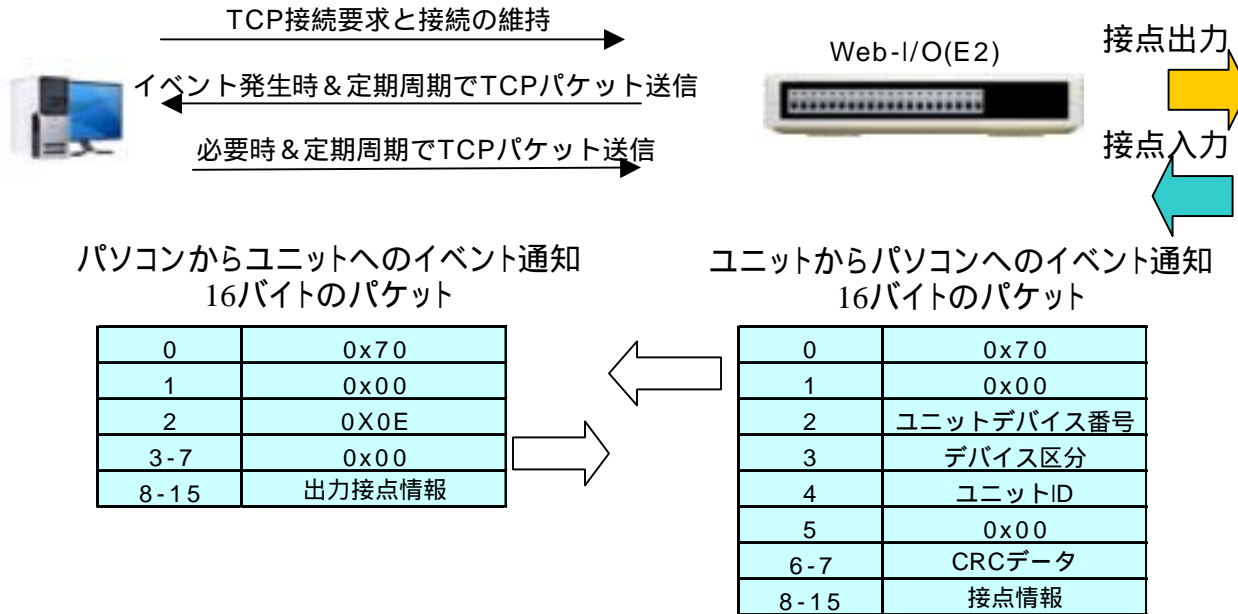 TCP接続要求と接続の維持
イベント発生時＆定期周期でTCPパケット送信
必要時＆定期周期でTCPパケット送信
Web-I/O(E2)
接点出力
接点入力
パソコンからユニットへのイベント通知
16バイトのパケット
0 0x70
1 0x00
2 0X0E
3-7 0x00
8-15 出力接点情報
ユニットからパソコンへのイベント通知
16バイトのパケット
0 0x70
1 0x00
2 ユニットデバイス番号
3 デバイス区分
4 ユニットID
5 0x00
6-7 CRCデータ
8-15 接点情報